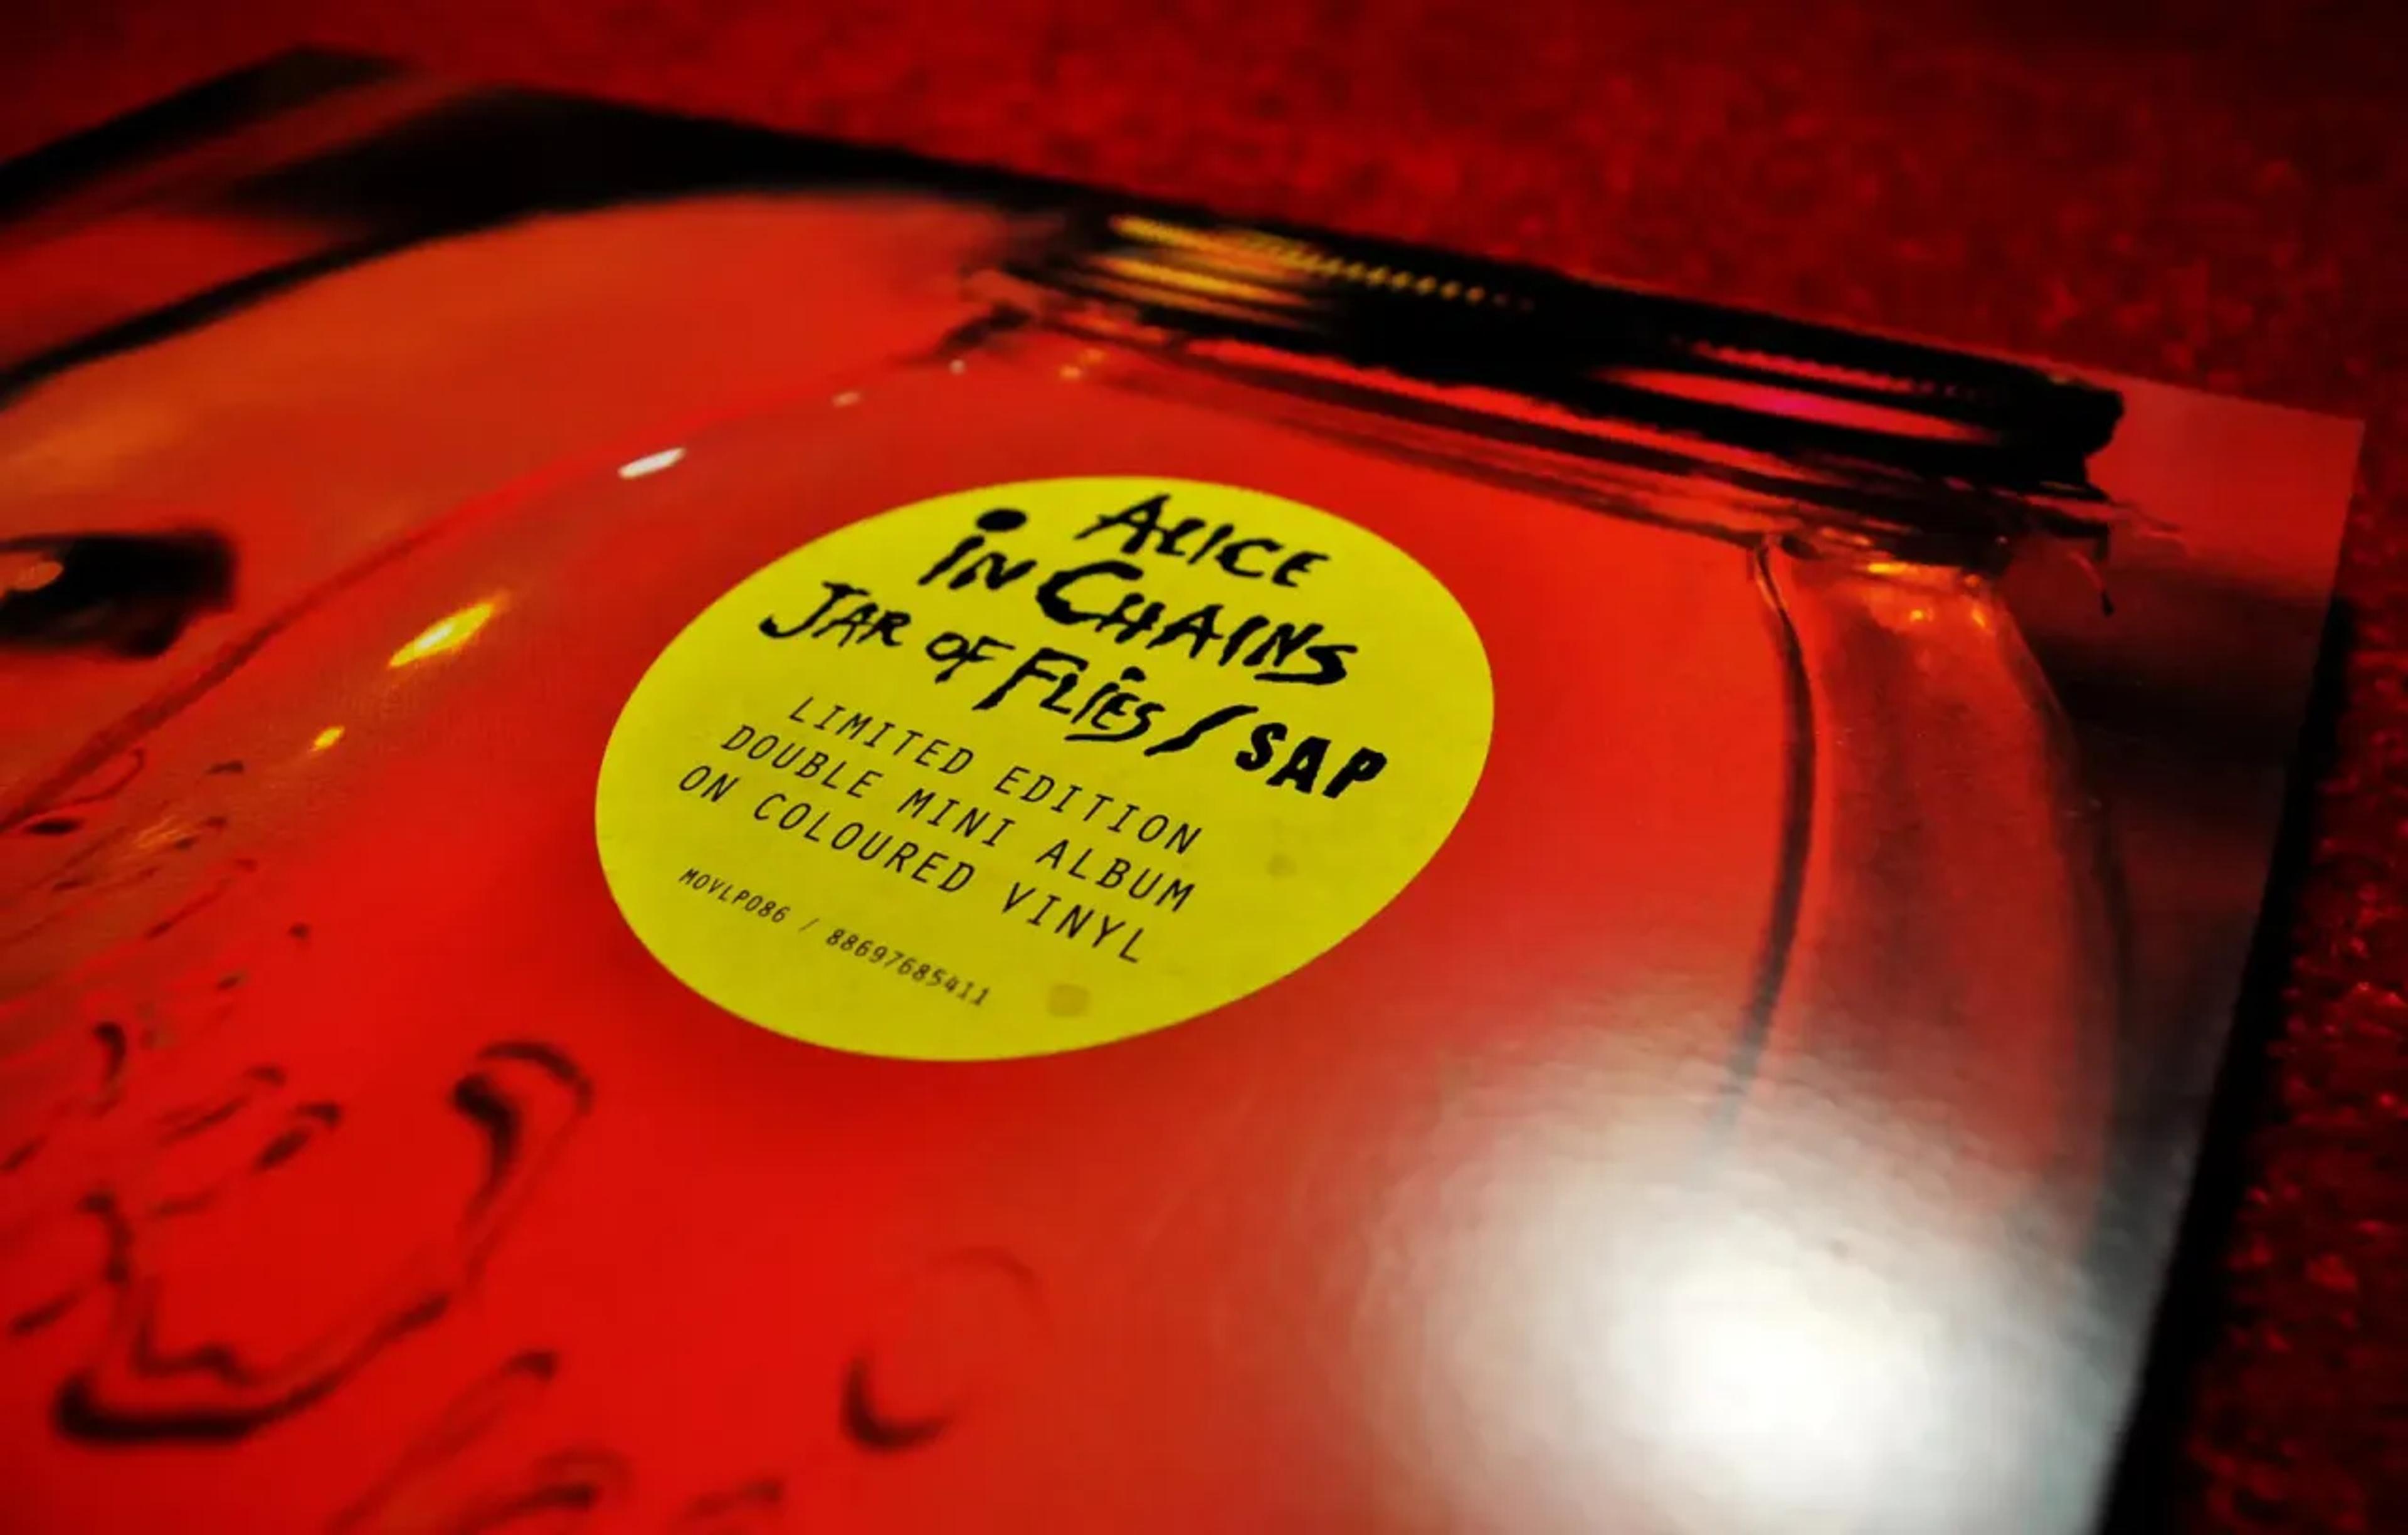 ALICE
IN CHAINS
JAR OF FLIES / SAP
LIMITED EDITION
DOUBLE MINI ALBUM
ON COLOURED VINYL
MOVLP086 / 88697685411